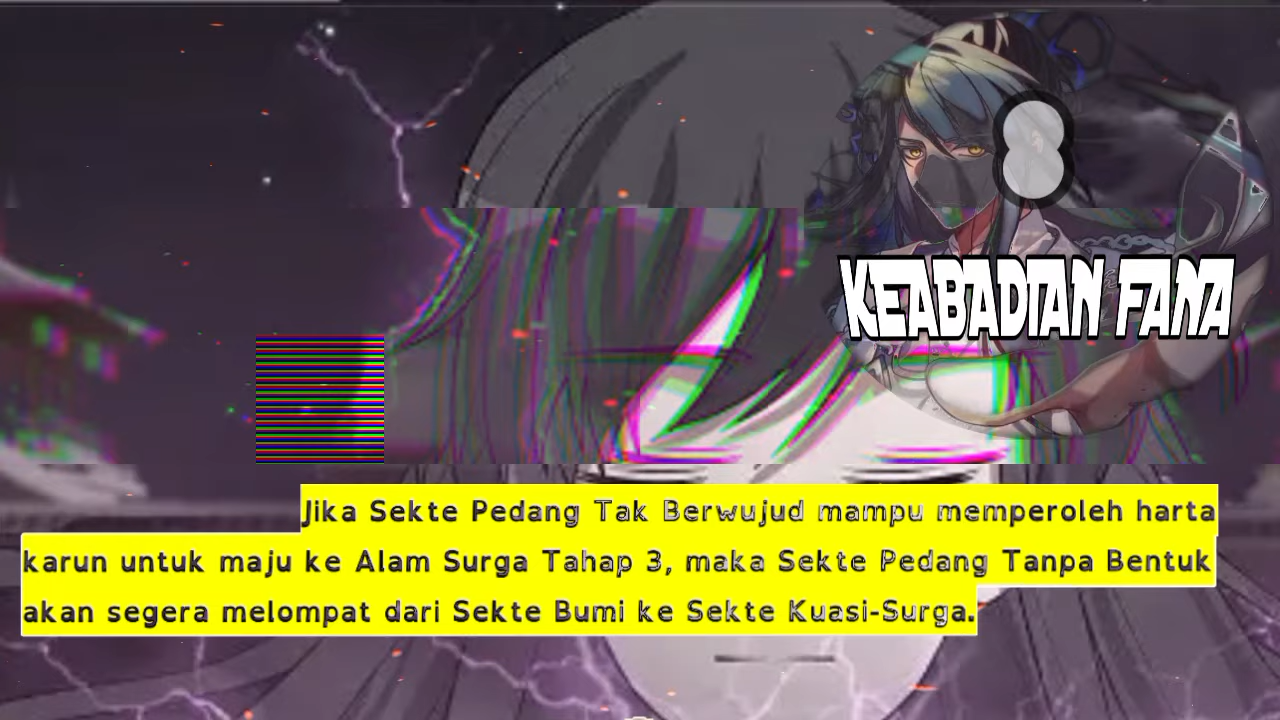 8
KEABADIAN FANA
Jika Sekte Pedang Tak Berwujud mampu memperoleh harta
karun untuk maju ke Alam Surga Tahap 3, maka Sekte Pedang Tanpa Bentuk
akan segera melompat dari Sekte Bumi ke Sekte Kuasi-Surga.